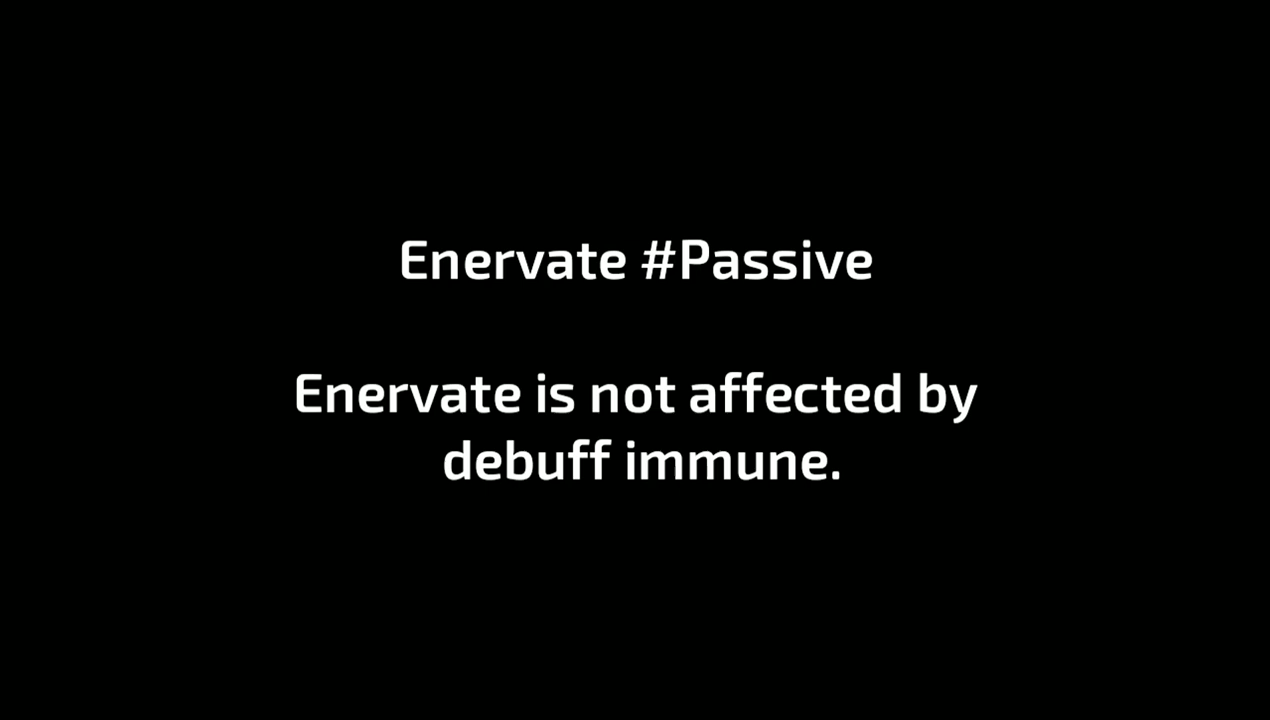 Enervate #Passive
Enervate is not affected by
debuff immune.